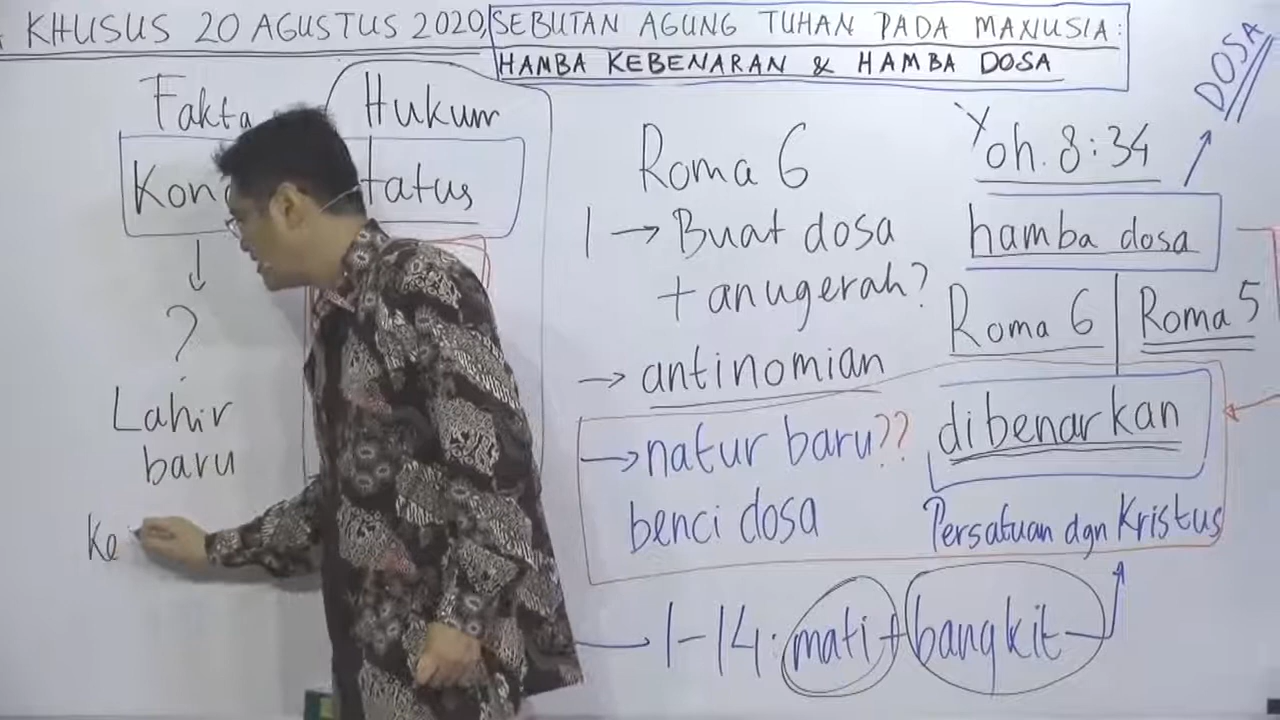 KHUSUS 20 AGUSTUS 2020, SEBUTAN AGUNG TUHAN PADA MANUSIA:
HAMBA KEBENARAN & HAMBA DOSA
Fakta Hukum
Kon tatus
↓
?
Lahir
baru
Ke
Roma 6
1 → Buat dosa
+ anugerah?
→ antinomian
→ natur baru??
benci dosa
1-14: mati + bangkit
DOSA
Yoh. 8:34
hamba dosa
Roma 6 Roma 5
dibenarkan
Persatuan dgn Kristus